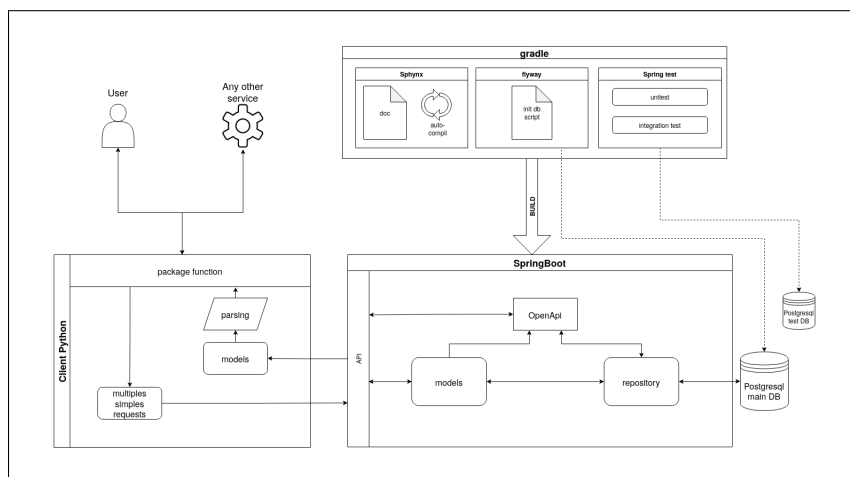 gradle
Sphynx
flyway
Spring test
doc
auto-
compil
init db
script
unitest
integration test
User
Any other
service
BUILD
Client Python
package function
parsing
models
multiples
simples
requests
SpringBoot
API
OpenApi
models
repository
Postgresql
test DB
Postgresql
main DB